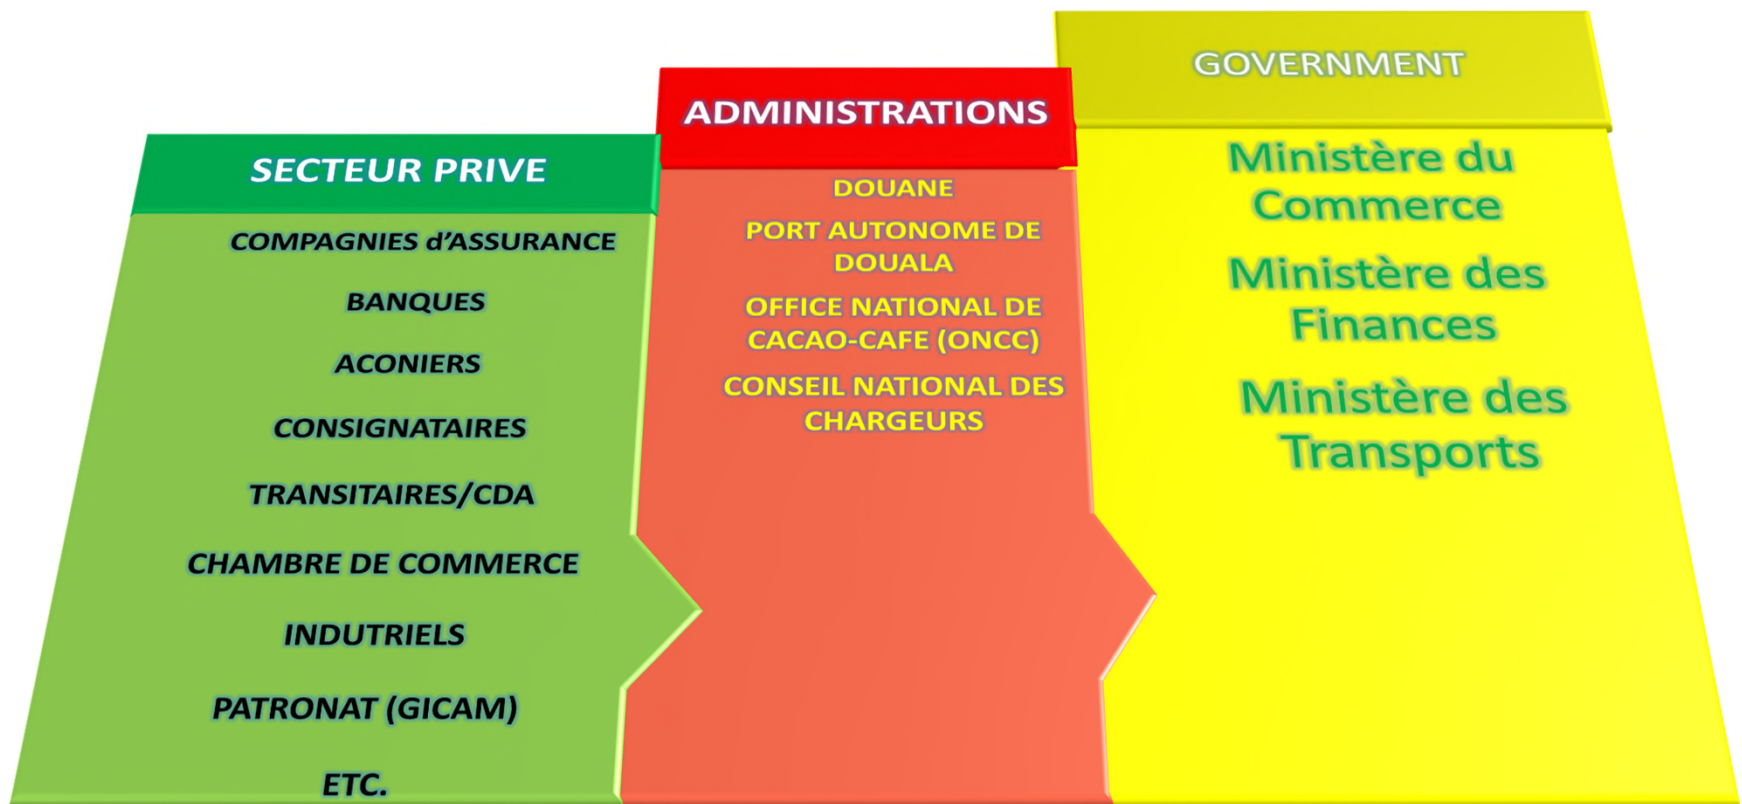 SECTEUR PRIVE
COMPAGNIES d’ASSURANCE
BANQUES
ACONIERS
CONSIGNATAIRES
TRANSITAIRES/CDA
CHAMBRE DE COMMERCE
INDUTRIELS
PATRONAT (GICAM)
ETC.
ADMINISTRATIONS
DOUANE
PORT AUTONOME DE
DOUALA
OFFICE NATIONAL DE
CACAO-CAFE (ONCC)
CONSEIL NATIONAL DES
CHARGEURS
GOVERNMENT
Ministère du
Commerce
Ministère des
Finances
Ministère des
Transports